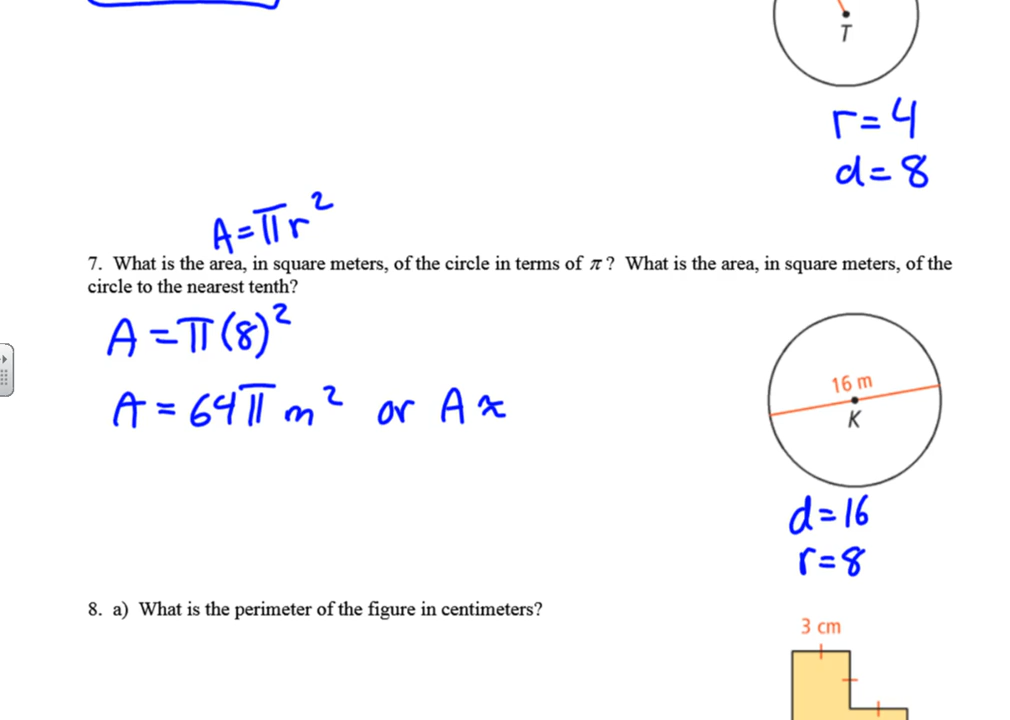 T
r=4
d=8
A=πr²
7. What is the area, in square meters, of the circle in terms of π? What is the area, in square meters, of the
circle to the nearest tenth?
A=π(8)²
A=64π m² or A≈
16 m
K
d=16
r=8
8. a) What is the perimeter of the figure in centimeters?
3 cm